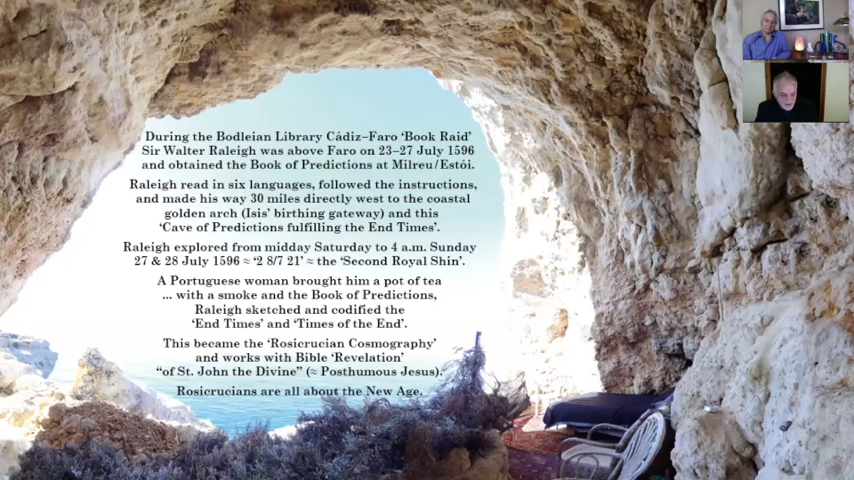 During the Bodleian Library Cádiz–Faro ‘Book Raid’
Sir Walter Raleigh was above Faro on 23–27 July 1596
and obtained the Book of Predictions at Milreu/Estói.
Raleigh read in six languages, followed the instructions,
and made his way 30 miles directly west to the coastal
golden arch (Isis’ birthing gateway) and this
‘Cave of Predictions fulfilling the End Times’.
Raleigh explored from midday Saturday to 4 a.m. Sunday
27 & 28 July 1596 ≈ ‘2 8/7 21’ ≈ the ‘Second Royal Shin’.
A Portuguese woman brought him a pot of tea
... with a smoke and the Book of Predictions,
Raleigh sketched and codified the
‘End Times’ and ‘Times of the End’.
This became the ‘Rosicrucian Cosmography’
and works with Bible ‘Revelation’
“of St. John the Divine” (≈ Posthumous Jesus).
Rosicrucians are all about the New Age.